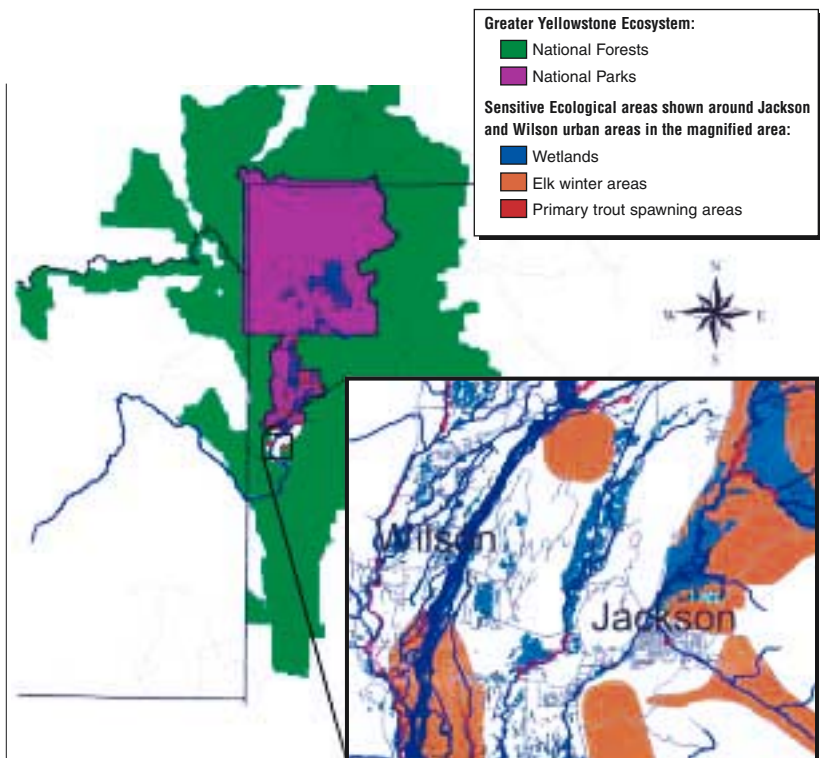 Greater Yellowstone Ecosystem:
National Forests
National Parks
Sensitive Ecological areas shown around Jackson
and Wilson urban areas in the magnified area:
Wetlands
Elk winter areas
Primary trout spawning areas
N
W E
S
Wilson
Jackson